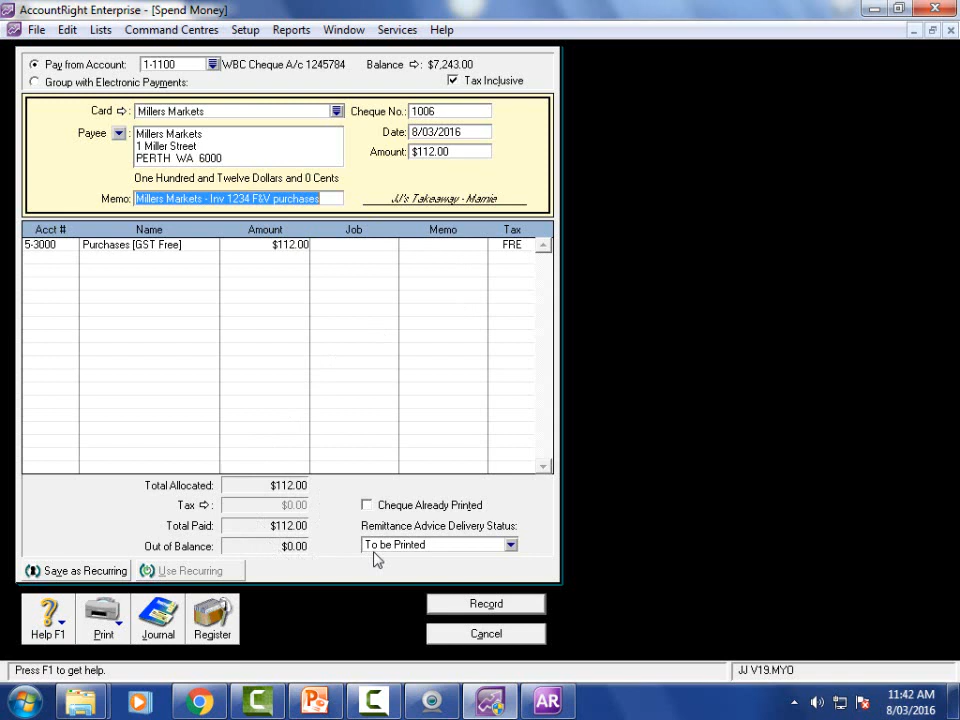 AccountRight Enterprise - [Spend Money]
File Edit Lists Command Centres Setup Reports Window Services Help
Pay from Account: 1-1100 WBC Cheque A/c 1245784 Balance : $7,243.00
Group with Electronic Payments: Tax Inclusive
Card : Millers Markets Cheque No.: 1006
Payee : Millers Markets Date: 8/03/2016
1 Miller Street
PERTH WA 6000 Amount: $112.00
One Hundred and Twelve Dollars and 0 Cents
Memo: Millers Markets - Inv 1234 F&V purchases JJ's Takeaway - Mamie
Acct # Name Amount Job Memo Tax
5-3000 Purchases [GST Free] $112.00 FRE
Total Allocated: $112.00
Tax : $0.00 Cheque Already Printed
Total Paid: $112.00 Remittance Advice Delivery Status:
Out of Balance: $0.00 To be Printed
Save as Recurring Use Recurring
Record
Help F1 Print Journal Register Cancel
Press F1 to get help. JJ V19.MYO
AR 11:42 AM
8/03/2016